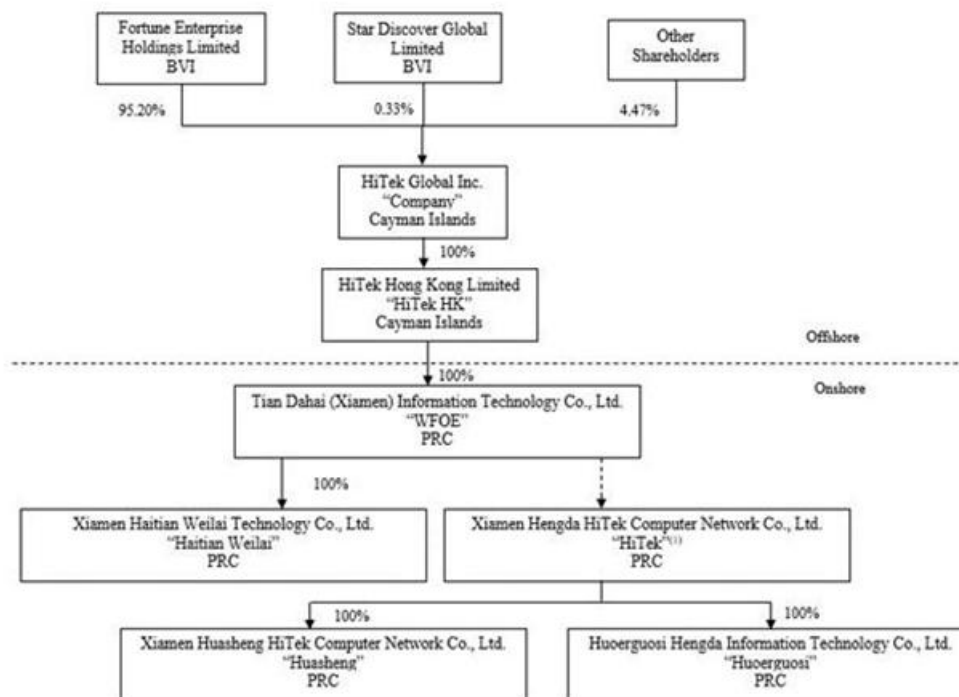 Fortune Enterprise
Holdings Limited
BVI
Star Discover Global
Limited
BVI
Other
Shareholders
95.20%
0.33%
4.47%
HiTek Global Inc.
“Company”
Cayman Islands
100%
HiTek Hong Kong Limited
“HiTek HK”
Cayman Islands
Offshore
100%
Onshore
Tian Dahai (Xiamen) Information Technology Co., Ltd.
“WFOE”
PRC
100%
Xiamen Haitian Weilai Technology Co., Ltd.
“Haitian Weilai”
PRC
Xiamen Hengda HiTek Computer Network Co., Ltd.
“HiTek”(1)
PRC
100%
100%
Xiamen Huasheng HiTek Computer Network Co., Ltd.
“Huasheng”
PRC
Huoerguosi Hengda Information Technology Co., Ltd.
“Huoerguosi”
PRC